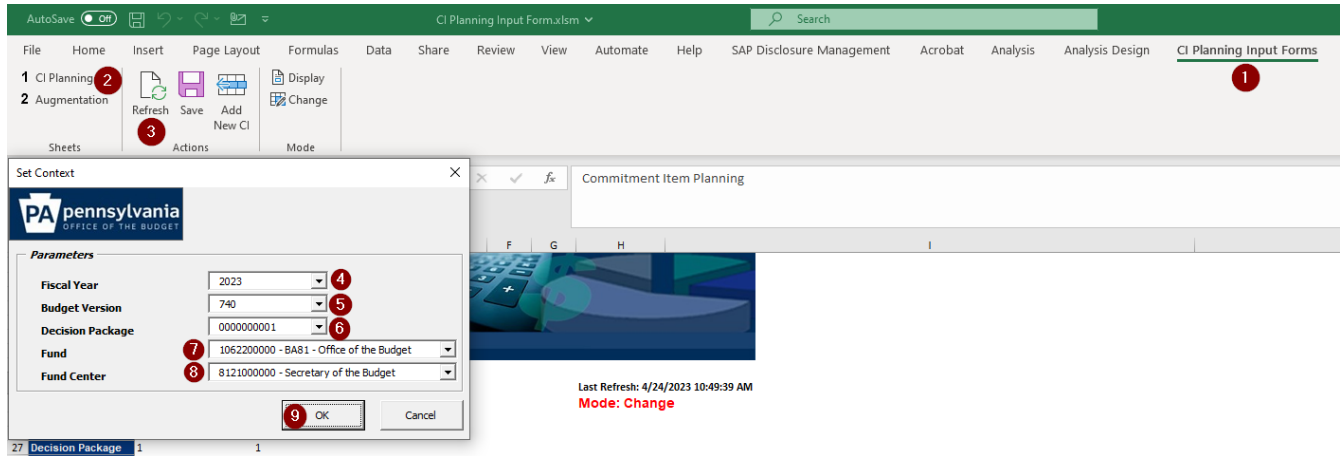 AutoSave Off CI Planning Input Form.xlsm Search
File Home Insert Page Layout Formulas Data Share Review View Automate Help SAP Disclosure Management Acrobat Analysis Analysis Design CI Planning Input Forms
1
1 CI Planning 2
2 Augmentation
Refresh
3
Save
Add
New CI
Display
Change
Sheets Actions Mode
Set Context
fx Commitment Item Planning
PA pennsylvania
OFFICE OF THE BUDGET
F G H I
Parameters
Fiscal Year 2023 4
Budget Version 740 5
Decision Package 0000000001 6
Fund 7 1062200000 - BA81 - Office of the Budget
Fund Center 8 8121000000 - Secretary of the Budget
9 OK Cancel
Last Refresh: 4/24/2023 10:49:39 AM
Mode: Change
27 Decision Package 1 1